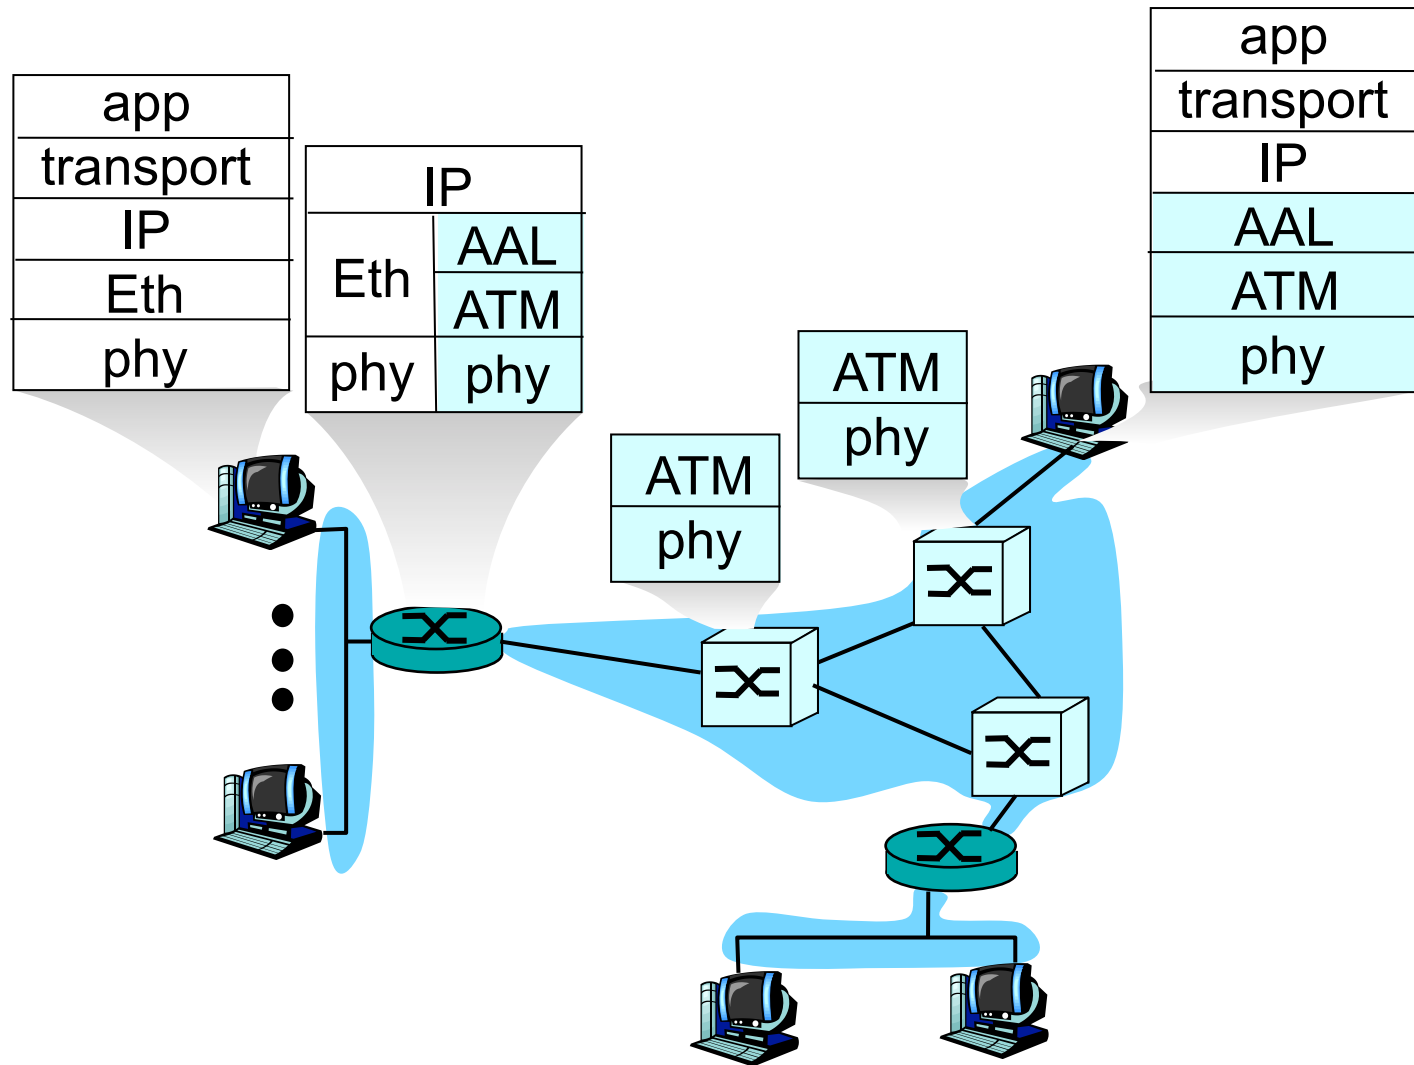 app
transport
IP
Eth
phy
IP
Eth
AAL
ATM
phy
phy
ATM
phy
ATM
phy
app
transport
IP
AAL
ATM
phy